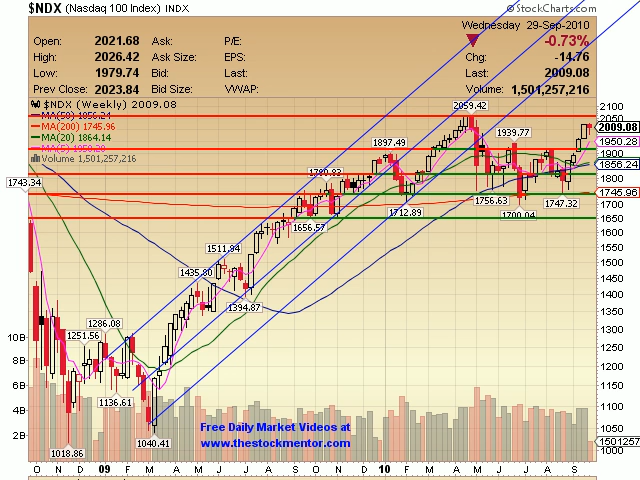 $NDX (Nasdaq 100 Index) INDX
© StockCharts.com
Wednesday 29-Sep-2010
Open: 2021.68 Ask: P/E: -0.73%
High: 2026.42 Ask Size: EPS: Chg: -14.76
Low: 1979.74 Bid: Last: Last: 2009.08
Prev Close: 2023.84 Bid Size: VWAP: Volume: 1,501,257,216
$NDX (Weekly) 2009.08
MA(50) 1856.24
MA(200) 1745.96
MA(20) 1864.14
Volume 1,501,257,216
2059.42
1939.77
1897.49
1743.34
1756.63
1747.32
1712.89
1700.04
1656.57
1511.94
1435.80
1394.87
1286.08
1251.56
1136.61
1040.41
1018.86
2100
2050
2009.08
1950.28
1900
1856.24
1800
1745.96
1700
1650
1600
1550
1500
1450
1400
1350
1300
1250
1200
1150
1100
1050
1501257
1000
10B
8B
6B
4B
2B
Free Daily Market Videos at
www.thestockmentor.com
O N D 09 F M A M J J A S O N D 10 F M A M J J A S